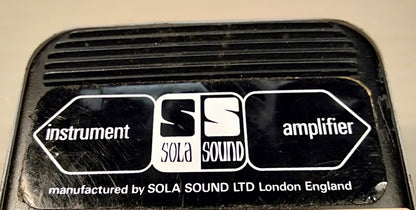 instrument S S amplifier
sola sound
manufactured by SOLA SOUND LTD London England